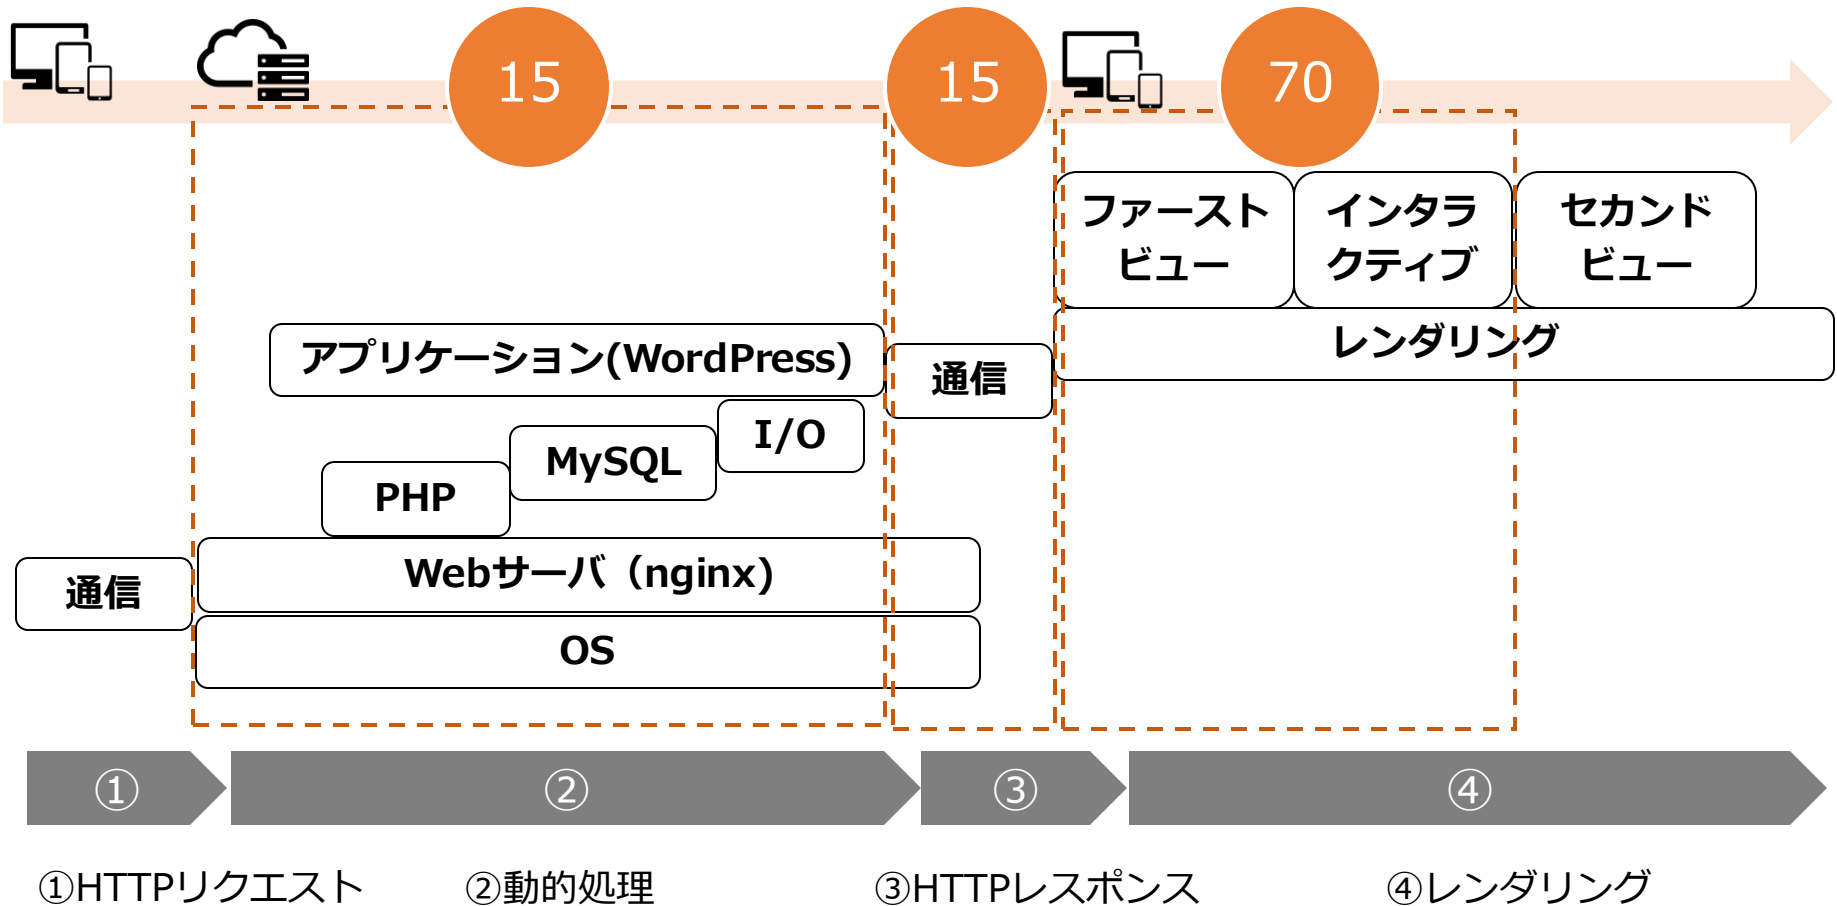 15
15
70
ファースト
ビュー
インタラ
クティブ
セカンド
ビュー
レンダリング
アプリケーション(WordPress)
通信
I/O
MySQL
PHP
Webサーバ（nginx)
通信
OS
①
②
③
④
①HTTPリクエスト
②動的処理
③HTTPレスポンス
④レンダリング